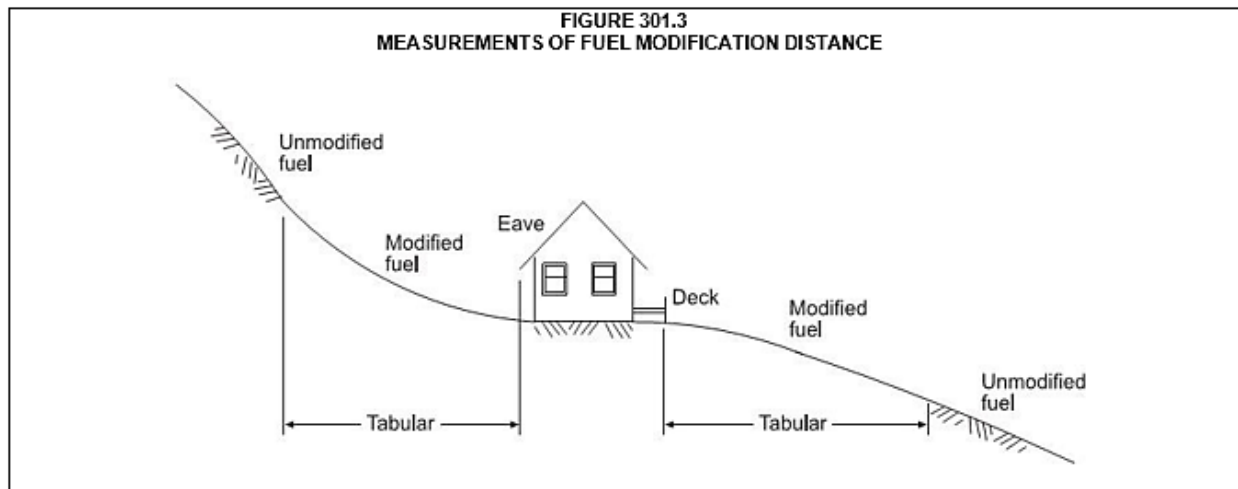 FIGURE 301.3
MEASUREMENTS OF FUEL MODIFICATION DISTANCE
Unmodified
fuel
Eave
Modified
fuel
Deck
Modified
fuel
Unmodified
fuel
Tabular
Tabular